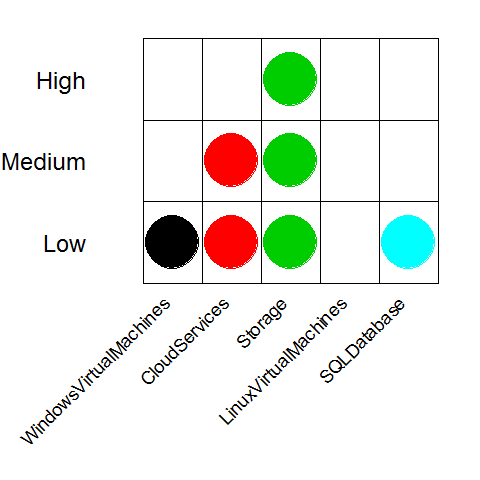 High
Medium
Low
WindowsVirtualMachines
CloudServices
Storage
LinuxVirtualMachines
SQLDatabase